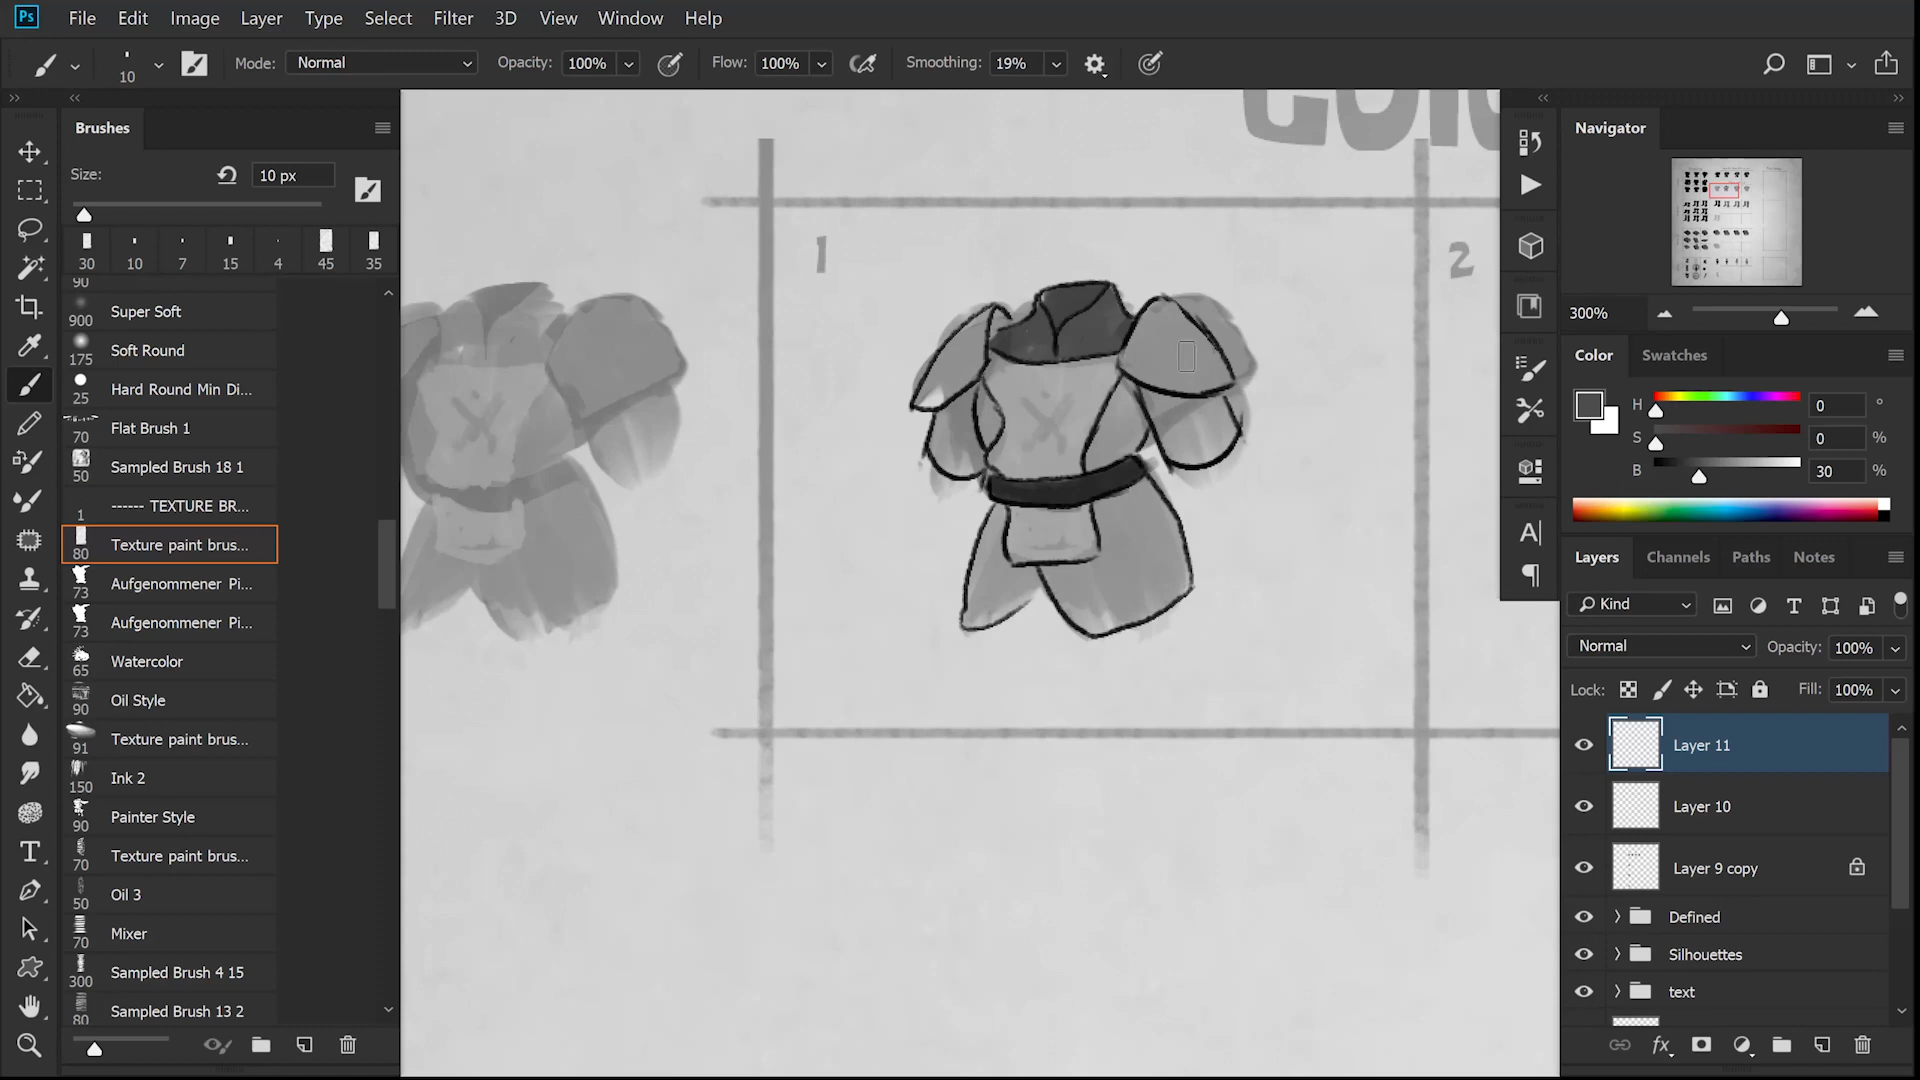 Ps File Edit Image Layer Type Select Filter 3D View Window Help
10 Mode: Normal Opacity: 100% Flow: 100% Smoothing: 19%
Brushes
Size: 10 px
30 10 7 15 4 45 35
90
900 Super Soft
175 Soft Round
25 Hard Round Min Di...
70 Flat Brush 1
50 Sampled Brush 18 1
1 ------ TEXTURE BR...
80 Texture paint brus...
73 Aufgenommener Pi...
73 Aufgenommener Pi...
65 Watercolor
90 Oil Style
91 Texture paint brus...
150 Ink 2
90 Painter Style
70 Texture paint brus...
50 Oil 3
70 Mixer
300 Sampled Brush 4 15
80 Sampled Brush 13 2
1
2
Navigator
300%
Color Swatches
H 0 °
S 0 %
B 30 %
Layers Channels Paths Notes
Kind
Normal Opacity: 100%
Lock: Fill: 100%
Layer 11
Layer 10
Layer 9 copy
Defined
Silhouettes
text
fx